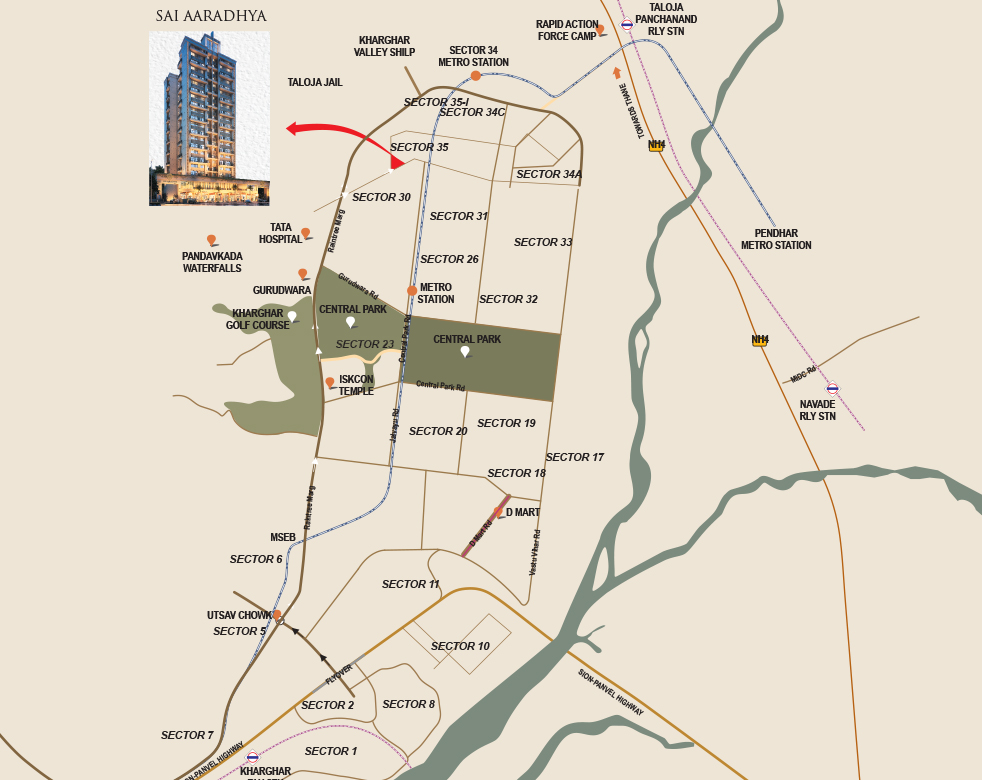 SAI AARADHYA
TALOJA
PANCHANAND
RLY STN
RAPID ACTION
FORCE CAMP
KHARGHAR
VALLEY SHILP
SECTOR 34
METRO STATION
TALOJA JAIL
TOWARDS THANE
SECTOR 35-I
SECTOR 34C
NH4
SECTOR 35
SECTOR 34A
SECTOR 30
SECTOR 31
Raintree Marg
TATA
HOSPITAL
SECTOR 33
PENDHAR
METRO STATION
PANDAVKADA
WATERFALLS
SECTOR 26
GURUDWARA
Gurudwara Rd
METRO
STATION
SECTOR 32
KHARGHAR
GOLF COURSE
CENTRAL PARK
Central Park Rd
CENTRAL PARK
NH4
SECTOR 23
MIDC Rd
ISKCON
TEMPLE
Central Park Rd
NAVADE
RLY STN
SECTOR 20
SECTOR 19
SECTOR 17
SECTOR 18
Raintree Marg
D MART
D Mart Rd
MSEB
Vastu Vihar Rd
SECTOR 6
SECTOR 11
UTSAV CHOWK
SECTOR 5
SECTOR 10
FLYOVER
SION-PANVEL HIGHWAY
SECTOR 2
SECTOR 8
SECTOR 7
SECTOR 1
ON-PANVEL HIGHWAY
KHARGHAR